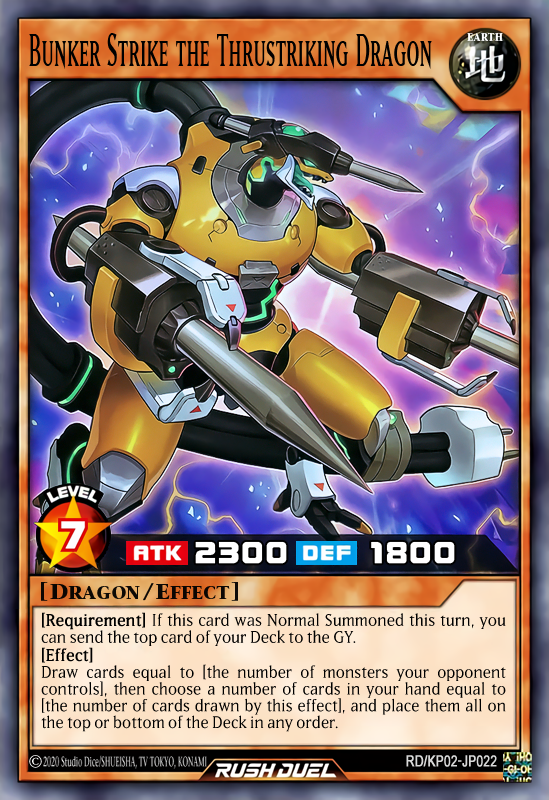 Bunker Strike the Thrustriking Dragon
EARTH
地
LEVEL
7
ATK 2300 DEF 1800
[Dragon/Effect]
[Requirement] If this card was Normal Summoned this turn, you
can send the top card of your Deck to the GY.
[Effect]
Draw cards equal to [the number of monsters your opponent
controls], then choose a number of cards in your hand equal to
[the number of cards drawn by this effect], and place them all on
the top or bottom of the Deck in any order.
©2020 Studio Dice/SHUEISHA, TV TOKYO, KONAMI
RUSH DUEL
RD/KP02-JP022